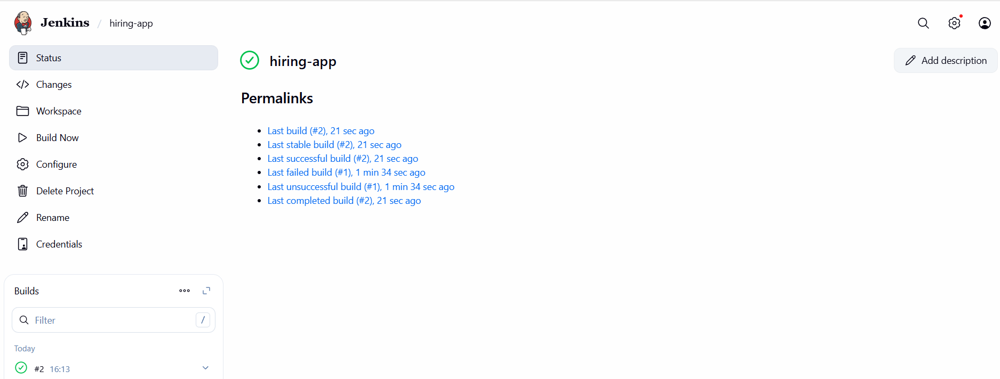 Jenkins / hiring-app
Status
Changes
Workspace
Build Now
Configure
Delete Project
Rename
Credentials
hiring-app
Add description
Permalinks
Last build (#2), 21 sec ago
Last stable build (#2), 21 sec ago
Last successful build (#2), 21 sec ago
Last failed build (#1), 1 min 34 sec ago
Last unsuccessful build (#1), 1 min 34 sec ago
Last completed build (#2), 21 sec ago
Builds
Filter /
Today
#2 16:13